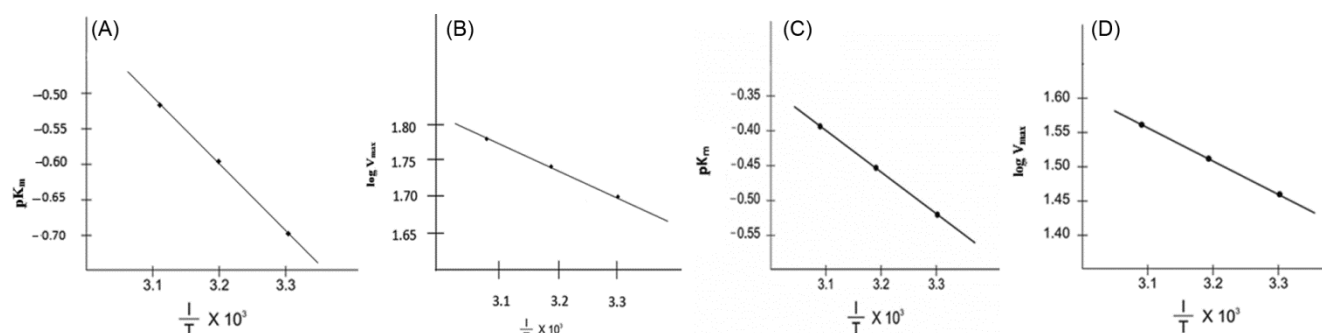 (A)
pKm
−0.50
−0.55
−0.60
−0.65
−0.70
3.1 3.2 3.3
I/T X 10³
(B)
log Vmax
1.80
1.75
1.70
1.65
3.1 3.2 3.3
I/T X 10³
(C)
pKm
−0.35
−0.40
−0.45
−0.50
−0.55
3.1 3.2 3.3
I/T X 10³
(D)
log Vmax
1.60
1.55
1.50
1.45
1.40
3.1 3.2 3.3
I/T X 10³